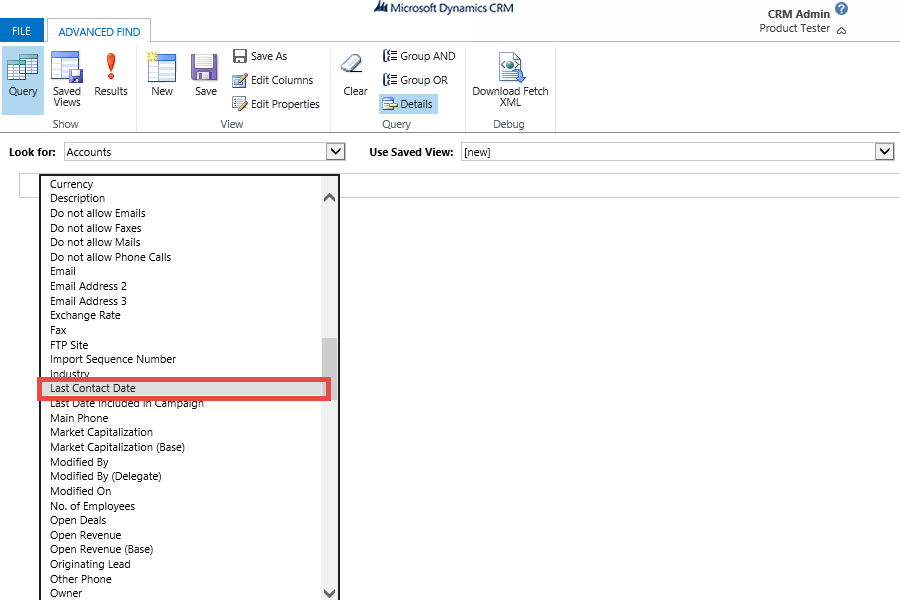 Microsoft Dynamics CRM
CRM Admin ?
Product Tester
FILE
ADVANCED FIND
Query
Saved Views
Results
Show
New
Save
Save As
Edit Columns
Edit Properties
View
Clear
Group AND
Group OR
Details
Query
Download Fetch XML
Debug
Look for: Accounts
Use Saved View: [new]
Currency
Description
Do not allow Emails
Do not allow Faxes
Do not allow Mails
Do not allow Phone Calls
Email
Email Address 2
Email Address 3
Exchange Rate
Fax
FTP Site
Import Sequence Number
Industry
Last Contact Date
Last Date Included in Campaign
Main Phone
Market Capitalization
Market Capitalization (Base)
Modified By
Modified By (Delegate)
Modified On
No. of Employees
Open Deals
Open Revenue
Open Revenue (Base)
Originating Lead
Other Phone
Owner